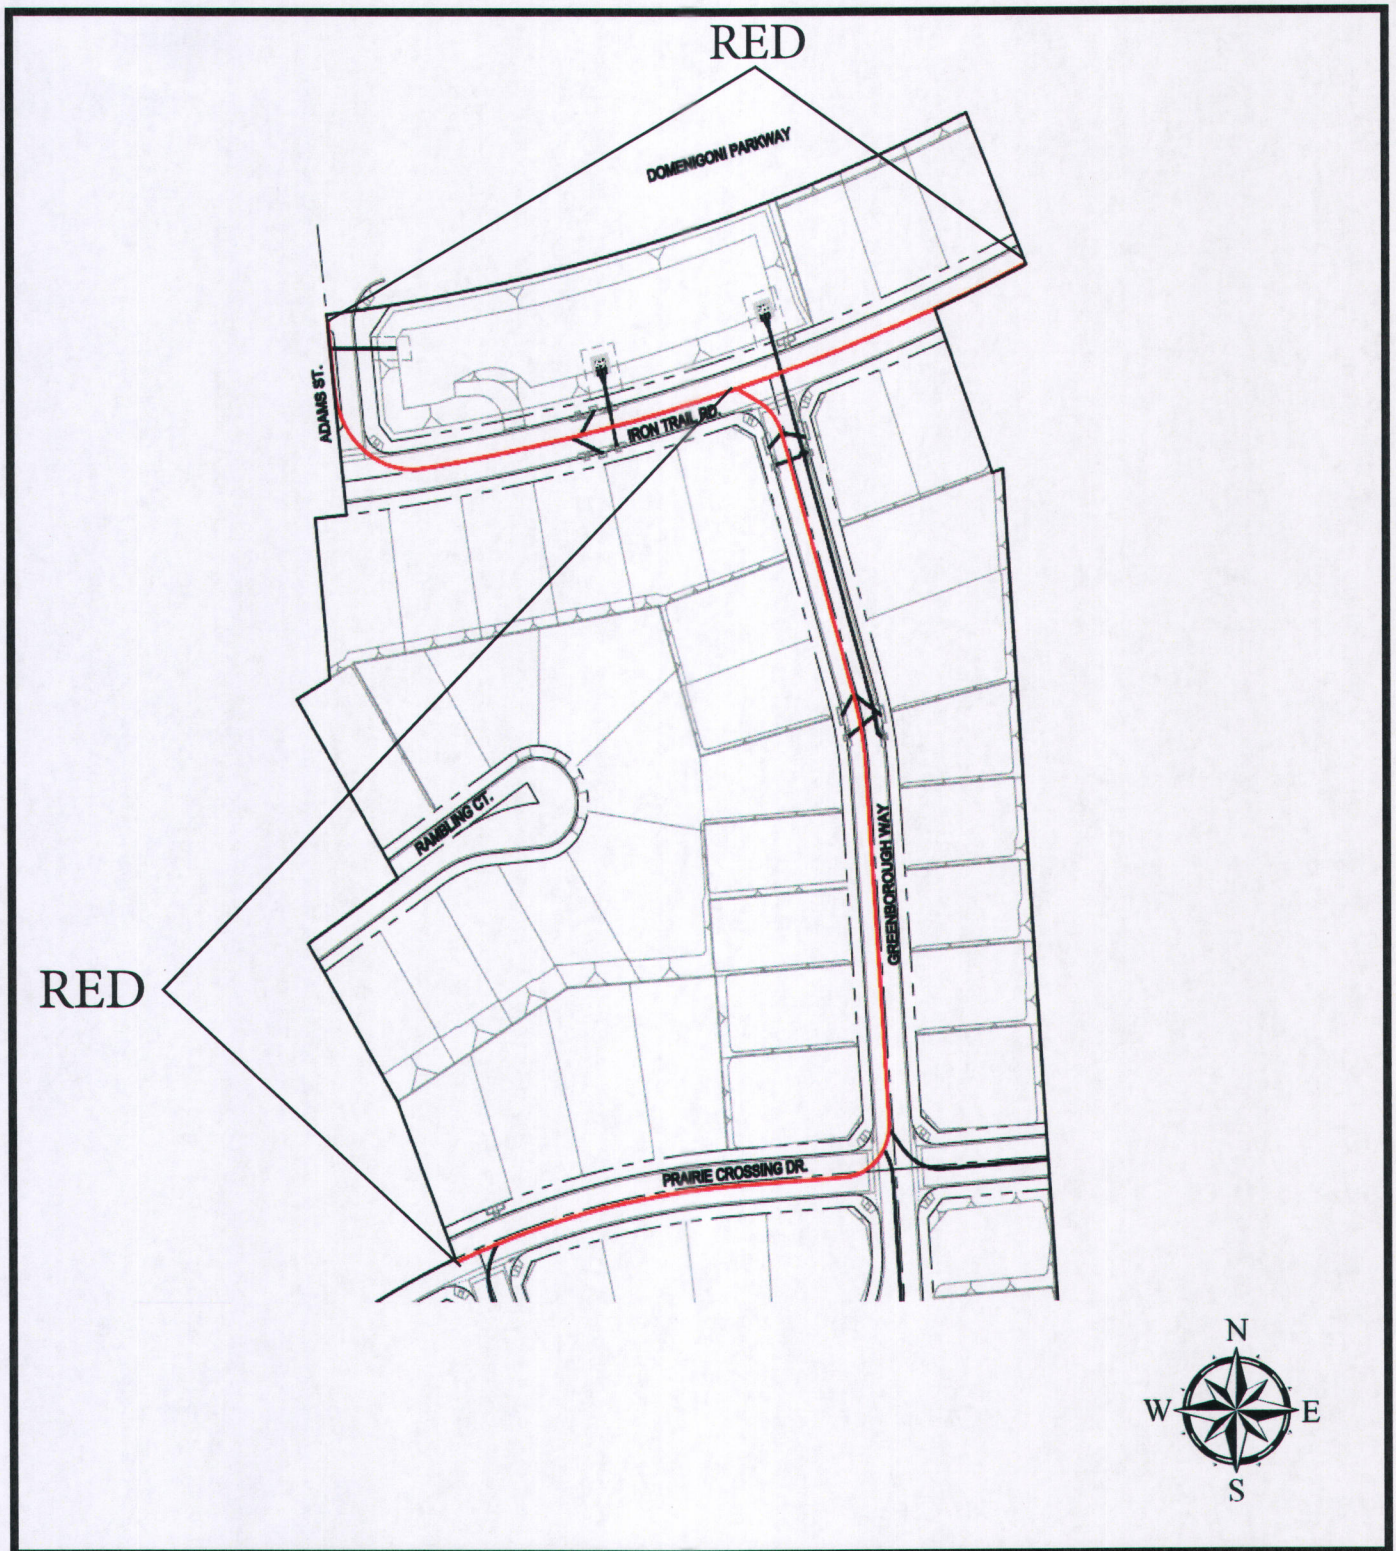 RED
DOMENIGONI PARKWAY
ADAMS ST.
IRON TRAIL RD.
RAMBLING CT.
GREENBOROUGH WAY
RED
PRAIRIE CROSSING DR.
N
W E
S